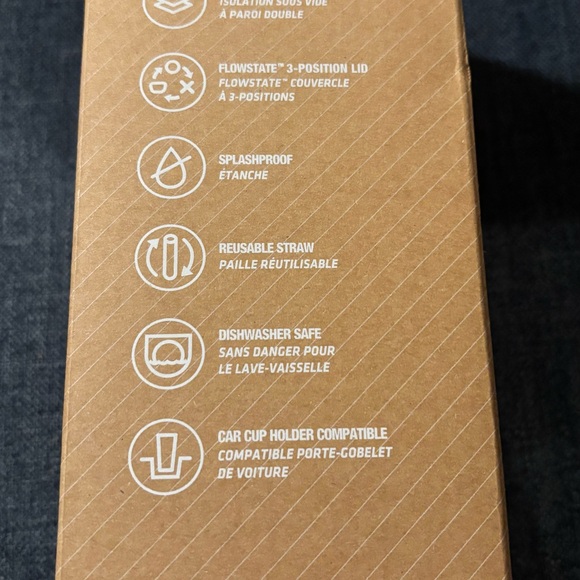 ISOLATION SOUS VIDE
À PAROI DOUBLE
FLOWSTATE™ 3-POSITION LID
FLOWSTATE™ COUVERCLE
À 3-POSITIONS
SPLASHPROOF
ÉTANCHE
REUSABLE STRAW
PAILLE RÉUTILISABLE
DISHWASHER SAFE
SANS DANGER POUR
LE LAVE-VAISSELLE
CAR CUP HOLDER COMPATIBLE
COMPATIBLE PORTE-GOBELET
DE VOITURE